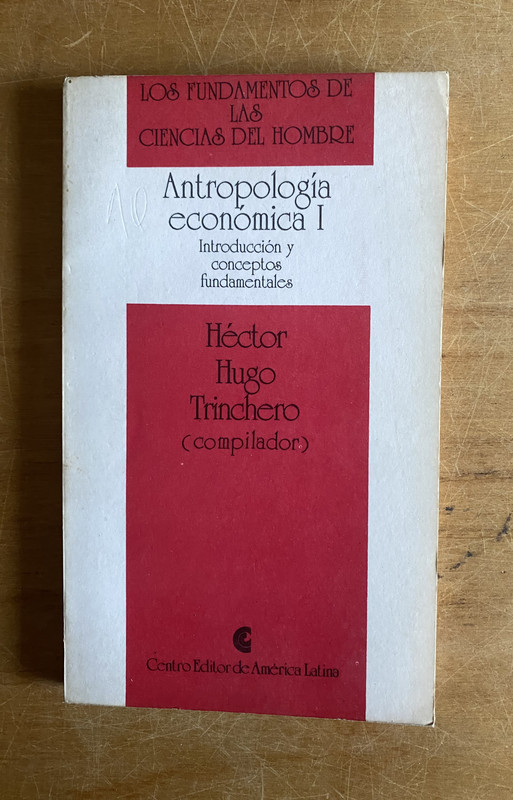 LOS FUNDAMENTOS DE
LAS
CIENCIAS DEL HOMBRE
Antropología
económica I
Introducción y
conceptos
fundamentales
Héctor
Hugo
Trinchero
(compilador)
Centro Editor de América Latina